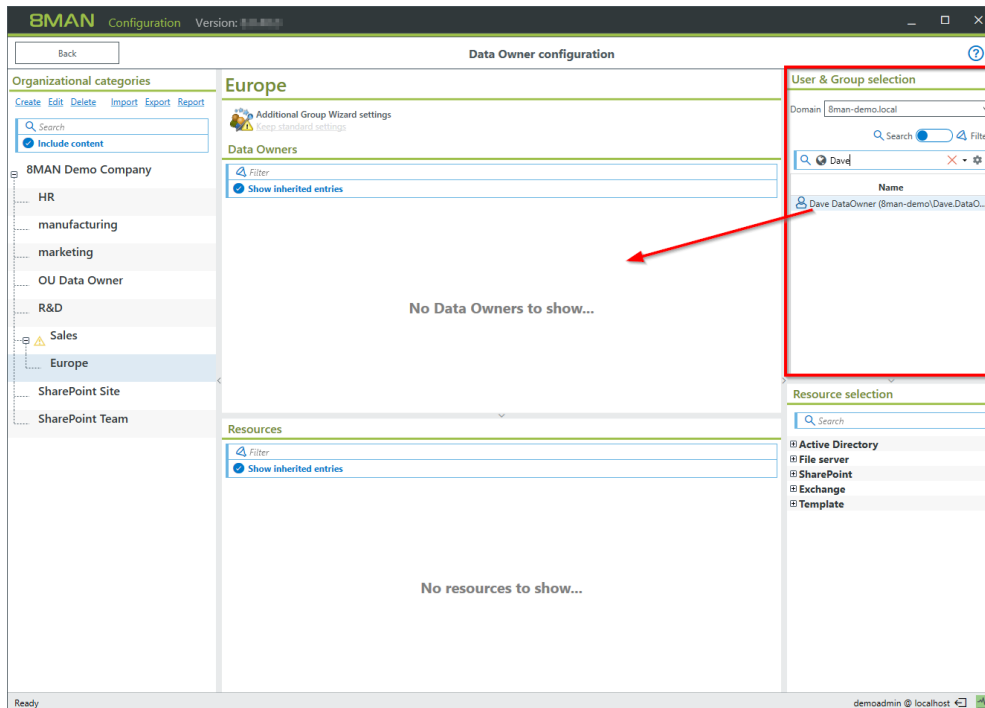 8MAN Configuration Version:
Back
Data Owner configuration
Organizational categories
Create Edit Delete Import Export Report
Search
Include content
8MAN Demo Company
HR
manufacturing
marketing
OU Data Owner
R&D
Sales
Europe
SharePoint Site
SharePoint Team
Europe
Additional Group Wizard settings
Keep standard settings
Data Owners
Filter
Show inherited entries
No Data Owners to show...
Resources
Filter
Show inherited entries
No resources to show...
User & Group selection
Domain 8man-demo.local
Search Filte
Dave
Name
Dave DataOwner (8man-demo\Dave.DataO...
Resource selection
Search
Active Directory
File server
SharePoint
Exchange
Template
Ready
demoadmin @ localhost